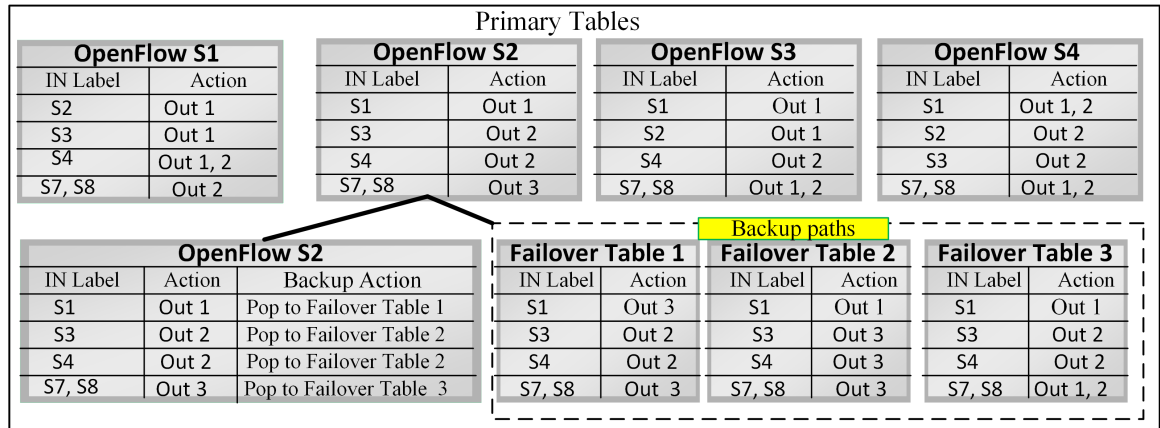 Primary Tables
OpenFlow S1
IN Label Action
S2 Out 1
S3 Out 1
S4 Out 1, 2
S7, S8 Out 2
OpenFlow S2
IN Label Action
S1 Out 1
S3 Out 2
S4 Out 2
S7, S8 Out 3
OpenFlow S3
IN Label Action
S1 Out 1
S2 Out 1
S4 Out 2
S7, S8 Out 1, 2
OpenFlow S4
IN Label Action
S1 Out 1, 2
S2 Out 2
S3 Out 2
S7, S8 Out 1, 2
OpenFlow S2
IN Label Action Backup Action
S1 Out 1 Pop to Failover Table 1
S3 Out 2 Pop to Failover Table 2
S4 Out 2 Pop to Failover Table 2
S7, S8 Out 3 Pop to Failover Table 3
Backup paths
Failover Table 1
IN Label Action
S1 Out 3
S3 Out 2
S4 Out 2
S7, S8 Out 3
Failover Table 2
IN Label Action
S1 Out 1
S3 Out 3
S4 Out 3
S7, S8 Out 3
Failover Table 3
IN Label Action
S1 Out 1
S3 Out 2
S4 Out 2
S7, S8 Out 1, 2